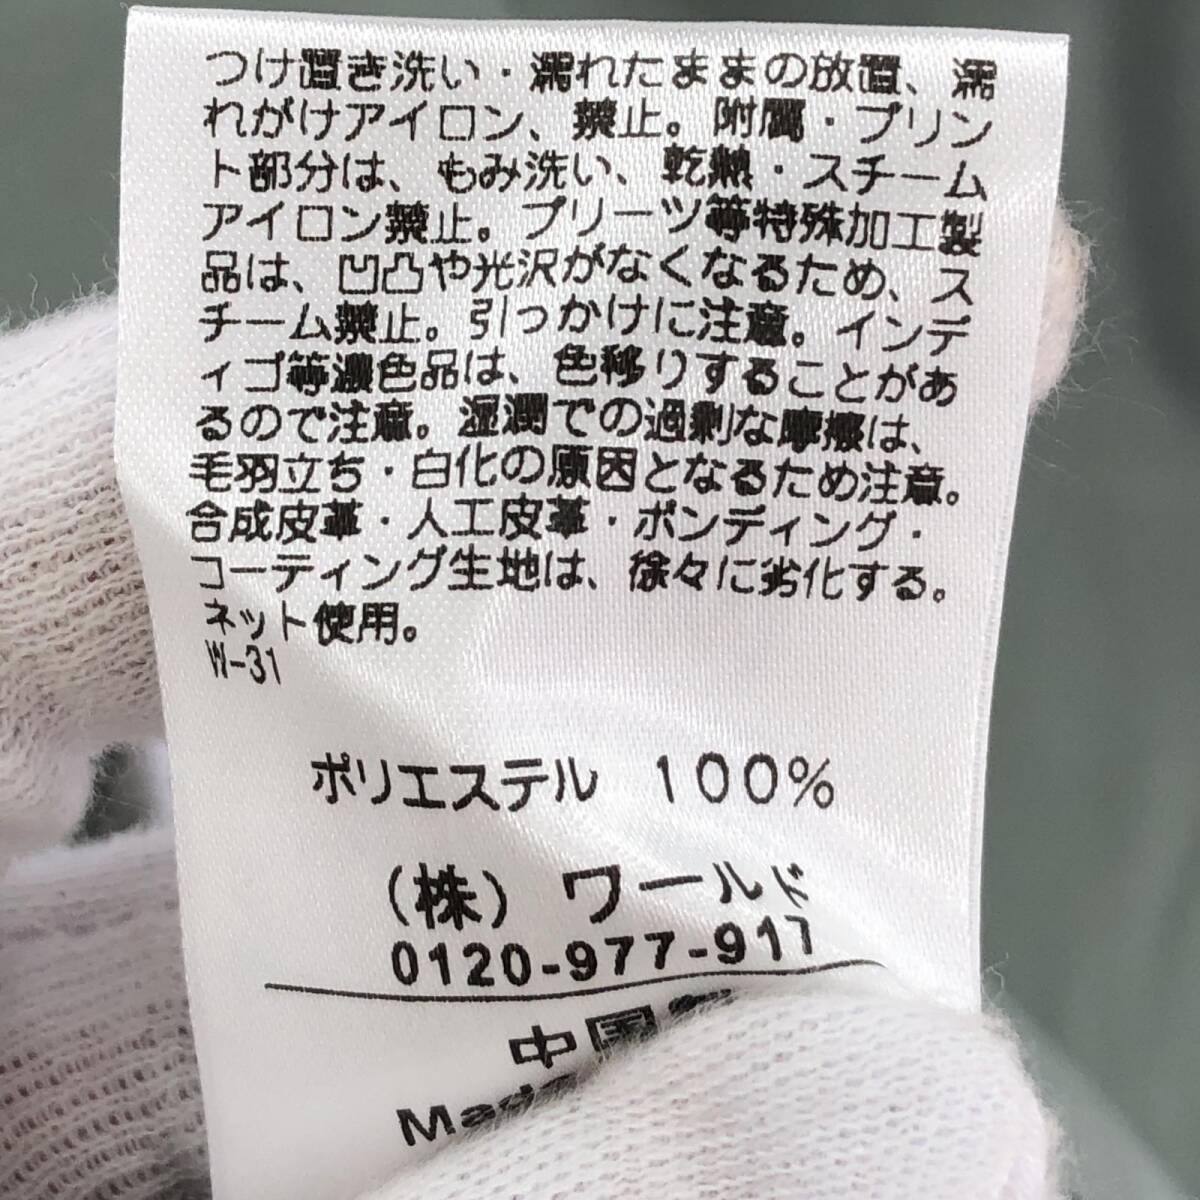 つけ置き洗い・濡れたままの放置、濡
れがけアイロン、禁止。附属・プリン
ト部分は、もみ洗い、乾熱・スチーム
アイロン禁止。プリーツ等特殊加工製
品は、凹凸や光沢がなくなるため、ス
チーム禁止。引っかけに注意。インデ
ィゴ等濃色品は、色移りすることがあ
るので注意。湿潤での過剰な摩擦は、
毛羽立ち・白化の原因となるため注意。
合成皮革・人工皮革・ボンディング・
コーティング生地は、徐々に劣化する。
ネット使用。
W-31
ポリエステル 100%
(株) ワールド
0120-977-917
中国
Made